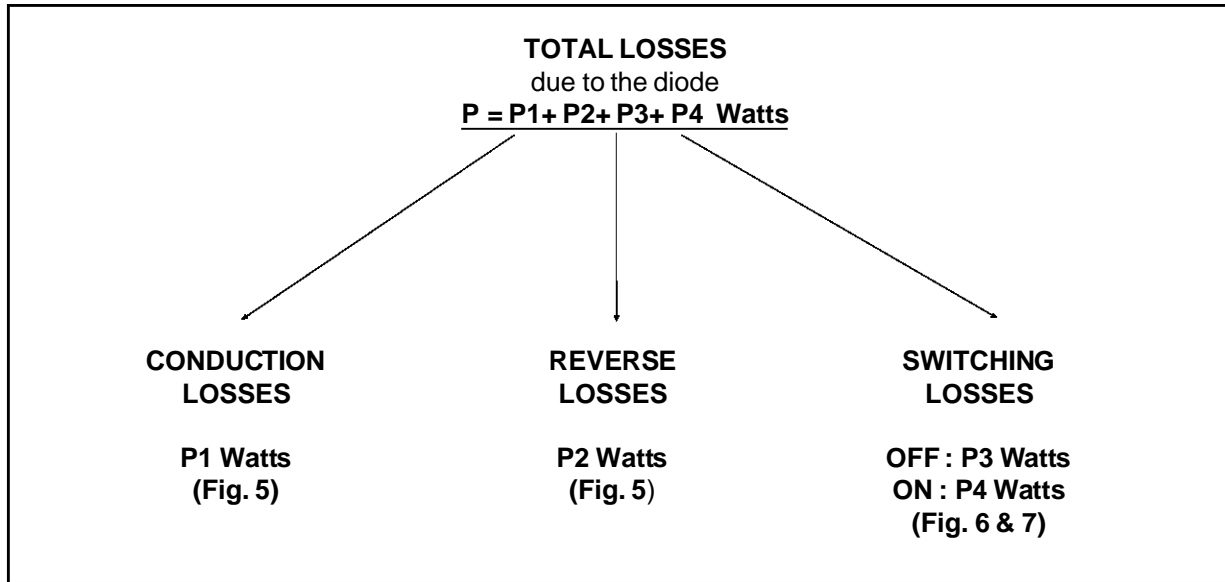 TOTAL LOSSES
due to the diode
P = P1+ P2+ P3+ P4 Watts
CONDUCTION
LOSSES
P1 Watts
(Fig. 5)
REVERSE
LOSSES
P2 Watts
(Fig. 5)
SWITCHING
LOSSES
OFF : P3 Watts
ON : P4 Watts
(Fig. 6 & 7)